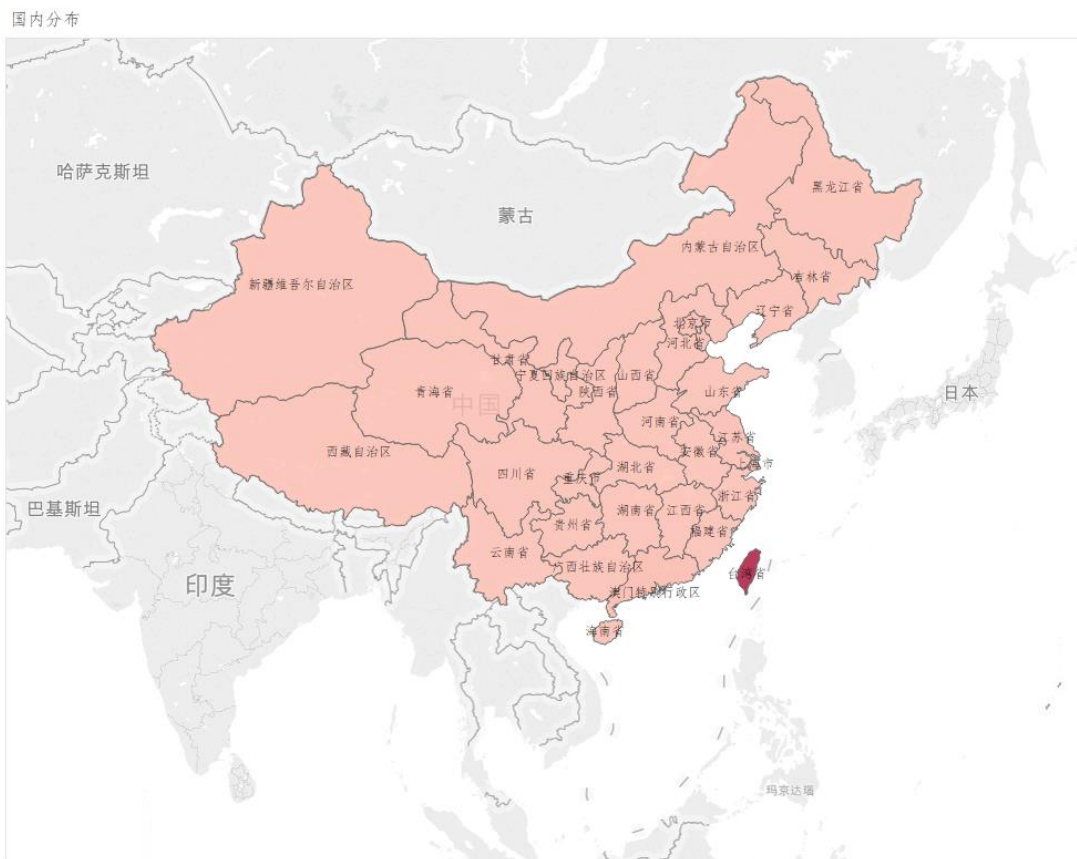 国内分布
哈萨克斯坦
黑龙江省
蒙古
内蒙古自治区
吉林省
新疆维吾尔自治区
辽宁省
北京市
河北省
甘肃省
宁夏回族自治区
山西省
陕西省
青海省
山东省
中国
日本
河南省
江苏省
西藏自治区
安徽省
上海市
湖北省
四川省
重庆市
浙江省
巴基斯坦
湖南省
江西省
贵州省
福建省
云南省
广西壮族自治区
台湾省
印度
澳门特别行政区
海南省
玛京达瑙